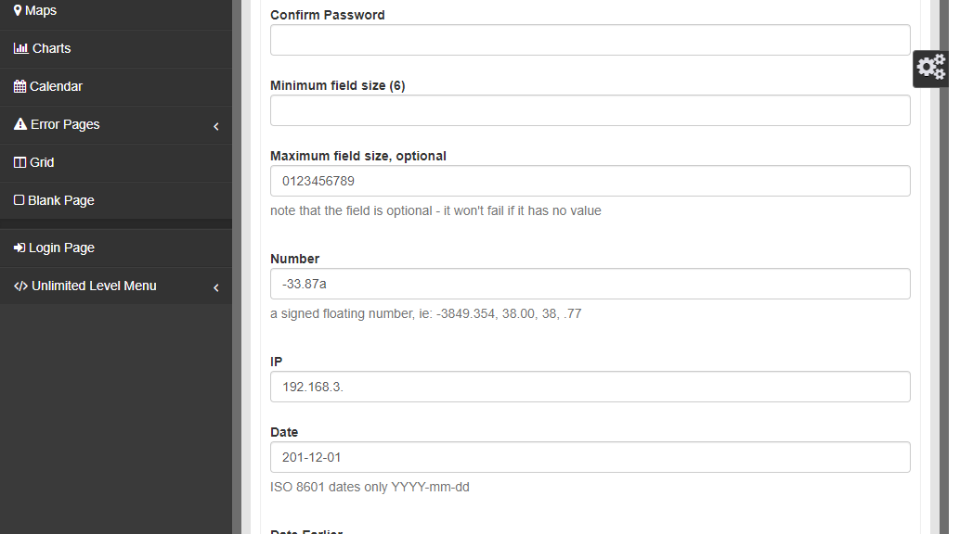 Maps
Charts
Calendar
Error Pages
Grid
Blank Page
Login Page
Unlimited Level Menu
Confirm Password
Minimum field size (6)
Maximum field size, optional
0123456789
note that the field is optional - it won't fail if it has no value
Number
-33.87a
a signed floating number, ie: -3849.354, 38.00, 38, .77
IP
192.168.3.
Date
201-12-01
ISO 8601 dates only YYYY-mm-dd
Date Earlier